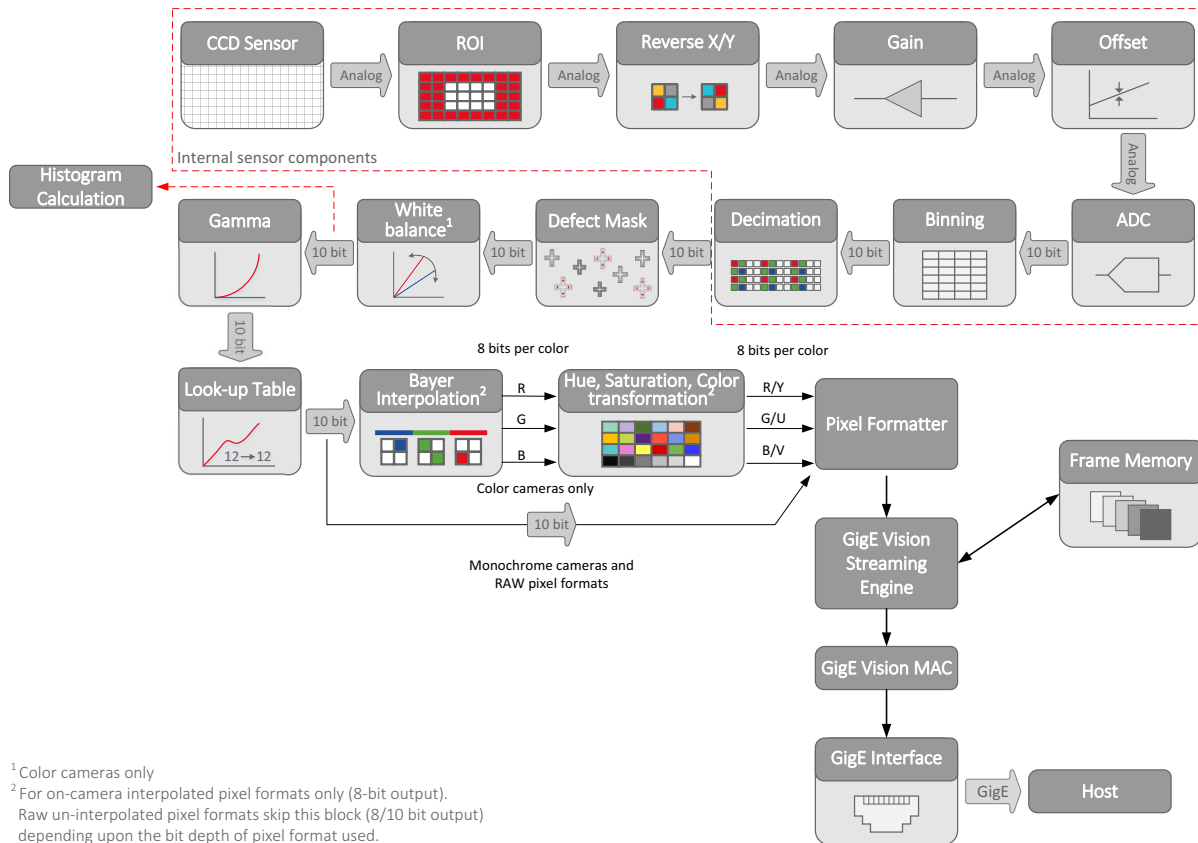 CCD Sensor
Analog
ROI
Analog
Reverse X/Y
Analog
Gain
Analog
Offset
Analog
Internal sensor components
Histogram
Calculation
Gamma
10 bit
White
balance1
10 bit
Defect Mask
10 bit
Decimation
10 bit
Binning
10 bit
ADC
10 bit
8 bits per color
8 bits per color
Look-up Table
12→12
10 bit
Bayer
Interpolation2
R
G
B
Hue, Saturation, Color
transformation2
R/Y
G/U
B/V
Pixel Formatter
Color cameras only
10 bit
Monochrome cameras and
RAW pixel formats
Frame Memory
GigE Vision
Streaming
Engine
GigE Vision MAC
GigE Interface
GigE
Host
1 Color cameras only
2 For on-camera interpolated pixel formats only (8-bit output).
Raw un-interpolated pixel formats skip this block (8/10 bit output)
depending upon the bit depth of pixel format used.